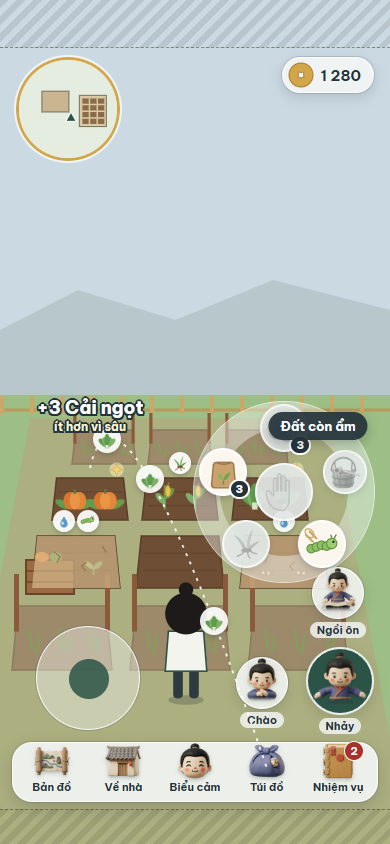 1 280
+3 Cải ngọt
ít hơn vì sâu
Đất còn ẩm
3
3
Ngồi ôn
Chào
Nhảy
2
Bản đồ
Về nhà
Biểu cảm
Túi đồ
Nhiệm vụ